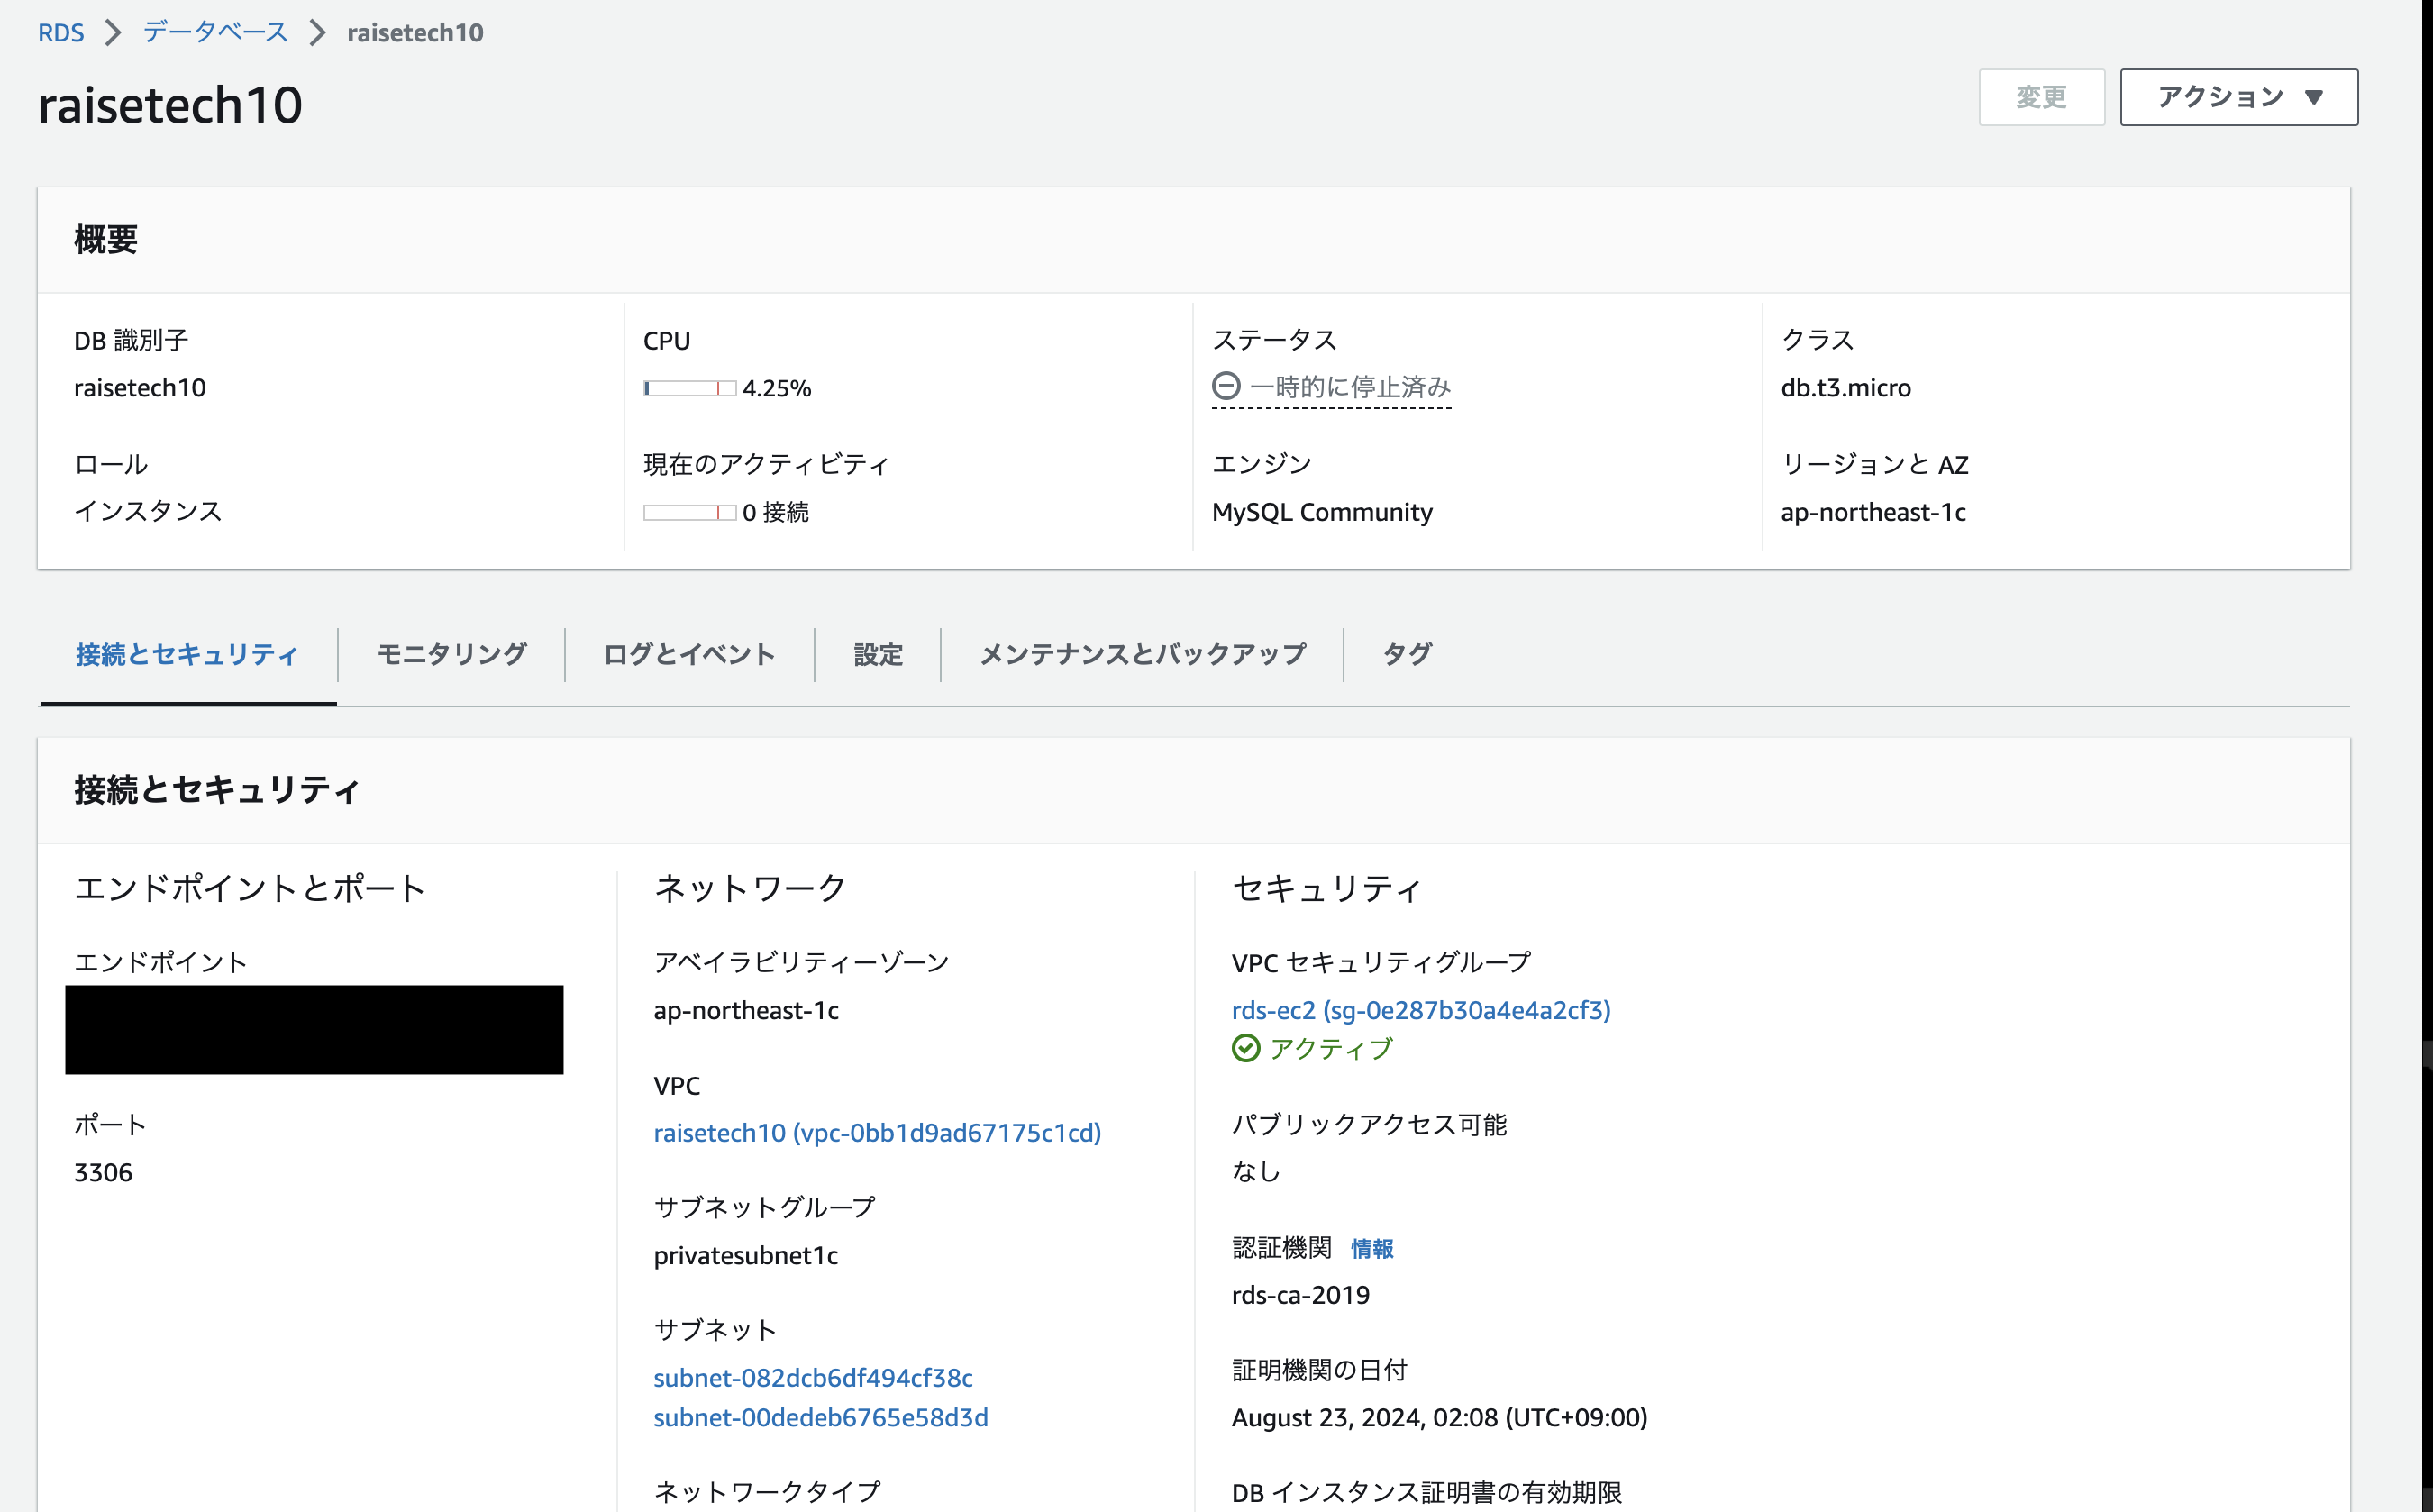 RDS > データベース > raisetech10
raisetech10
変更
アクション ▼
概要
DB 識別子
raisetech10
CPU
4.25%
ステータス
一時的に停止済み
クラス
db.t3.micro
ロール
インスタンス
現在のアクティビティ
0 接続
エンジン
MySQL Community
リージョンと AZ
ap-northeast-1c
接続とセキュリティ
モニタリング
ログとイベント
設定
メンテナンスとバックアップ
タグ
接続とセキュリティ
エンドポイントとポート
エンドポイント
ポート
3306
ネットワーク
アベイラビリティーゾーン
ap-northeast-1c
VPC
raisetech10 (vpc-0bb1d9ad67175c1cd)
サブネットグループ
privatesubnet1c
サブネット
subnet-082dcb6df494cf38c
subnet-00dedeb6765e58d3d
ネットワークタイプ
セキュリティ
VPC セキュリティグループ
rds-ec2 (sg-0e287b30a4e4a2cf3)
アクティブ
パブリックアクセス可能
なし
認証機関 情報
rds-ca-2019
証明機関の日付
August 23, 2024, 02:08 (UTC+09:00)
DB インスタンス証明書の有効期限